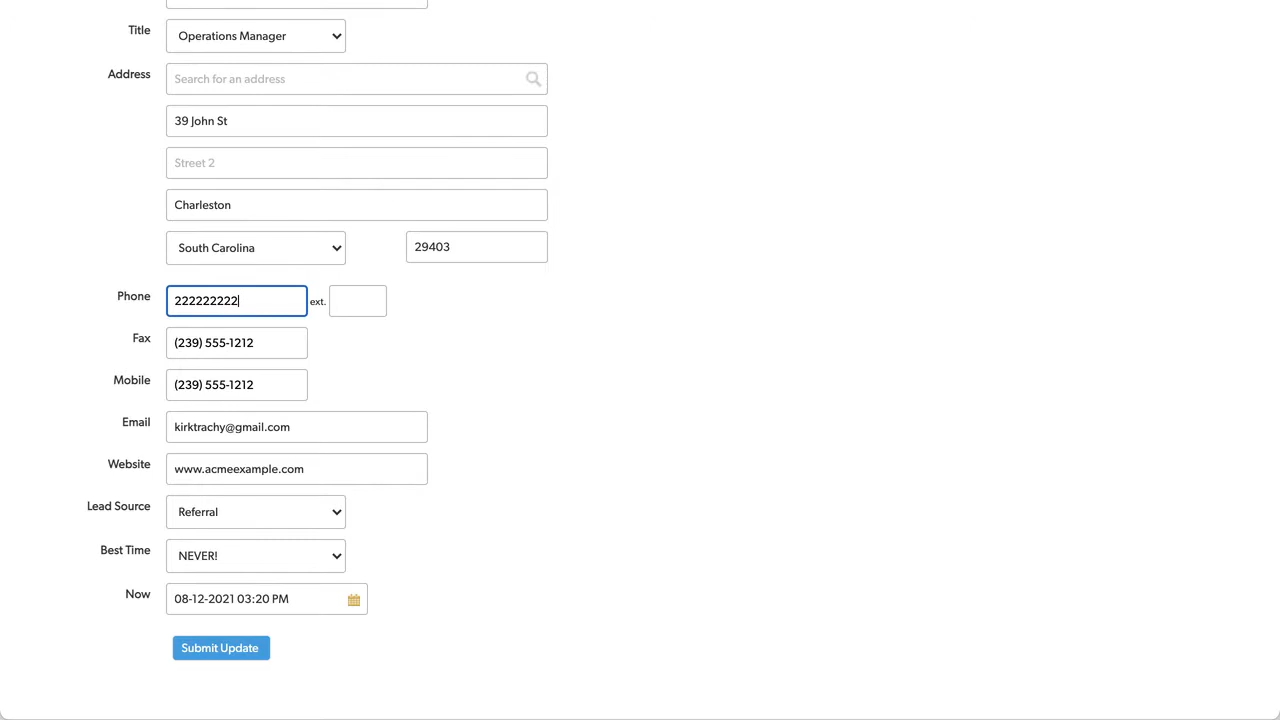 Title Operations Manager
Address Search for an address
39 John St
Street 2
Charleston
South Carolina 29403
Phone 222222222 ext.
Fax (239) 555-1212
Mobile (239) 555-1212
Email kirktrachy@gmail.com
Website www.acmeexample.com
Lead Source Referral
Best Time NEVER!
Now 08-12-2021 03:20 PM
Submit Update